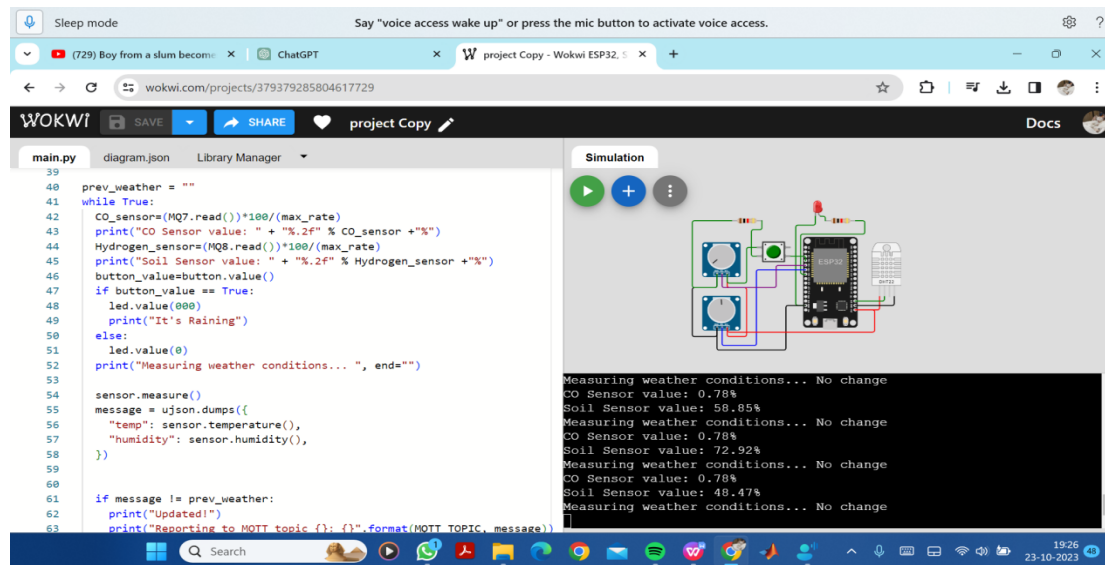 Sleep mode
Say "voice access wake up" or press the mic button to activate voice access.
(729) Boy from a slum become
ChatGPT
project Copy - Wokwi ESP32, S
wokwi.com/projects/379379285804617729
WOKWI
SAVE
SHARE
project Copy
Docs
main.py
diagram.json
Library Manager
39
40 prev_weather = ""
41 while True:
42 CO_sensor=(MQ7.read())*100/(max_rate)
43 print("CO Sensor value: " + "%.2f" % CO_sensor +"%")
44 Hydrogen_sensor=(MQ8.read())*100/(max_rate)
45 print("Soil Sensor value: " + "%.2f" % Hydrogen_sensor +"%")
46 button_value=button.value()
47 if button_value == True:
48 led.value(000)
49 print("It's Raining")
50 else:
51 led.value(0)
52 print("Measuring weather conditions... ", end="")
53
54 sensor.measure()
55 message = ujson.dumps({
56 "temp": sensor.temperature(),
57 "humidity": sensor.humidity(),
58 })
59
60
61 if message != prev_weather:
62 print("Updated!")
63 print("Reporting to MQTT topic {}: {}".format(MQTT_TOPIC, message))
Simulation
ESP32
DHT22
Measuring weather conditions... No change
CO Sensor value: 0.78%
Soil Sensor value: 58.85%
Measuring weather conditions... No change
CO Sensor value: 0.78%
Soil Sensor value: 72.92%
Measuring weather conditions... No change
CO Sensor value: 0.78%
Soil Sensor value: 48.47%
Measuring weather conditions... No change
Search
19:26
23-10-2023
48